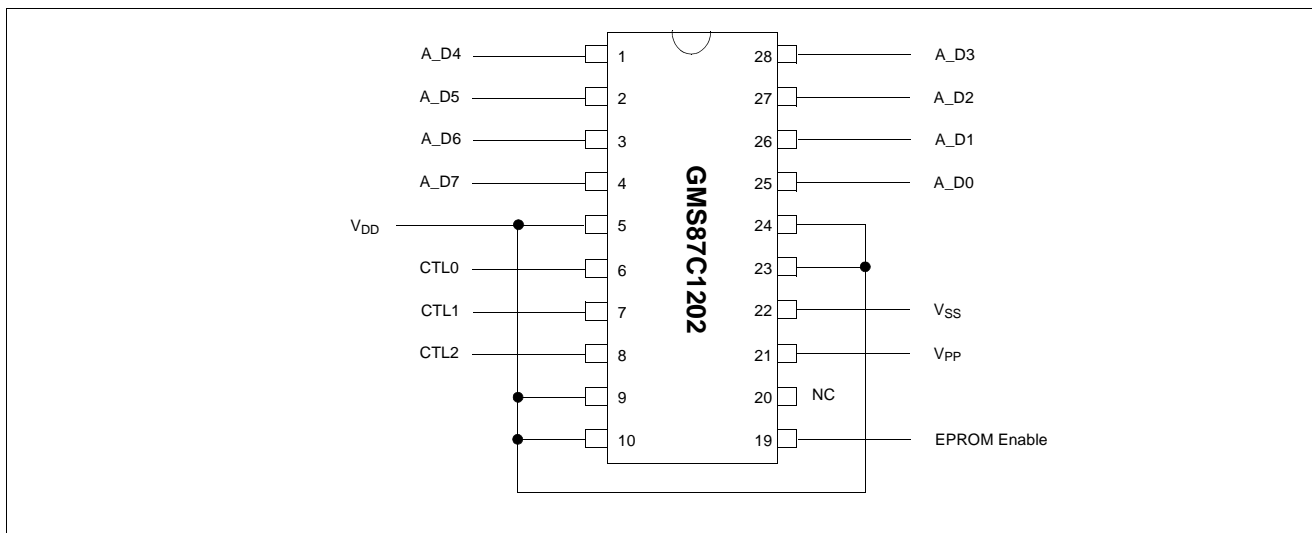 A_D4 1 28 A_D3
A_D5 2 27 A_D2
A_D6 3 26 A_D1
A_D7 4 25 A_D0
VDD 5 24
CTL0 6 23
CTL1 7 22 VSS
CTL2 8 21 VPP
9 20 NC
10 19 EPROM Enable
GMS87C1202